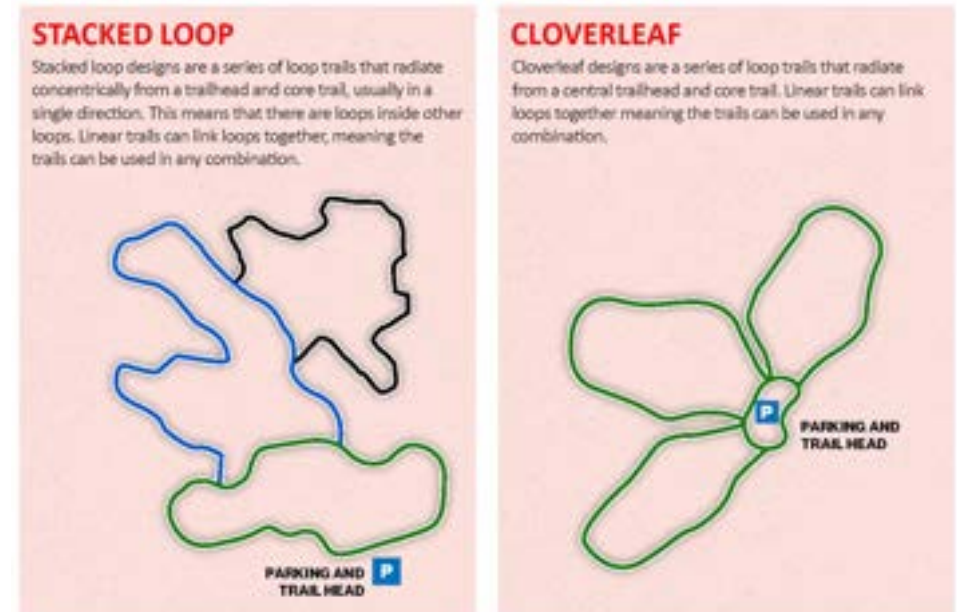 STACKED LOOP
Stacked loop designs are a series of loop trails that radiate
concentrically from a trailhead and core trail, usually in a
single direction. This means that there are loops inside other
loops. Linear trails can link loops together, meaning the
trails can be used in any combination.
P
PARKING AND
TRAIL HEAD
CLOVERLEAF
Cloverleaf designs are a series of loop trails that radiate
from a central trailhead and core trail. Linear trails can link
loops together meaning the trails can be used in any
combination.
P
PARKING AND
TRAIL HEAD